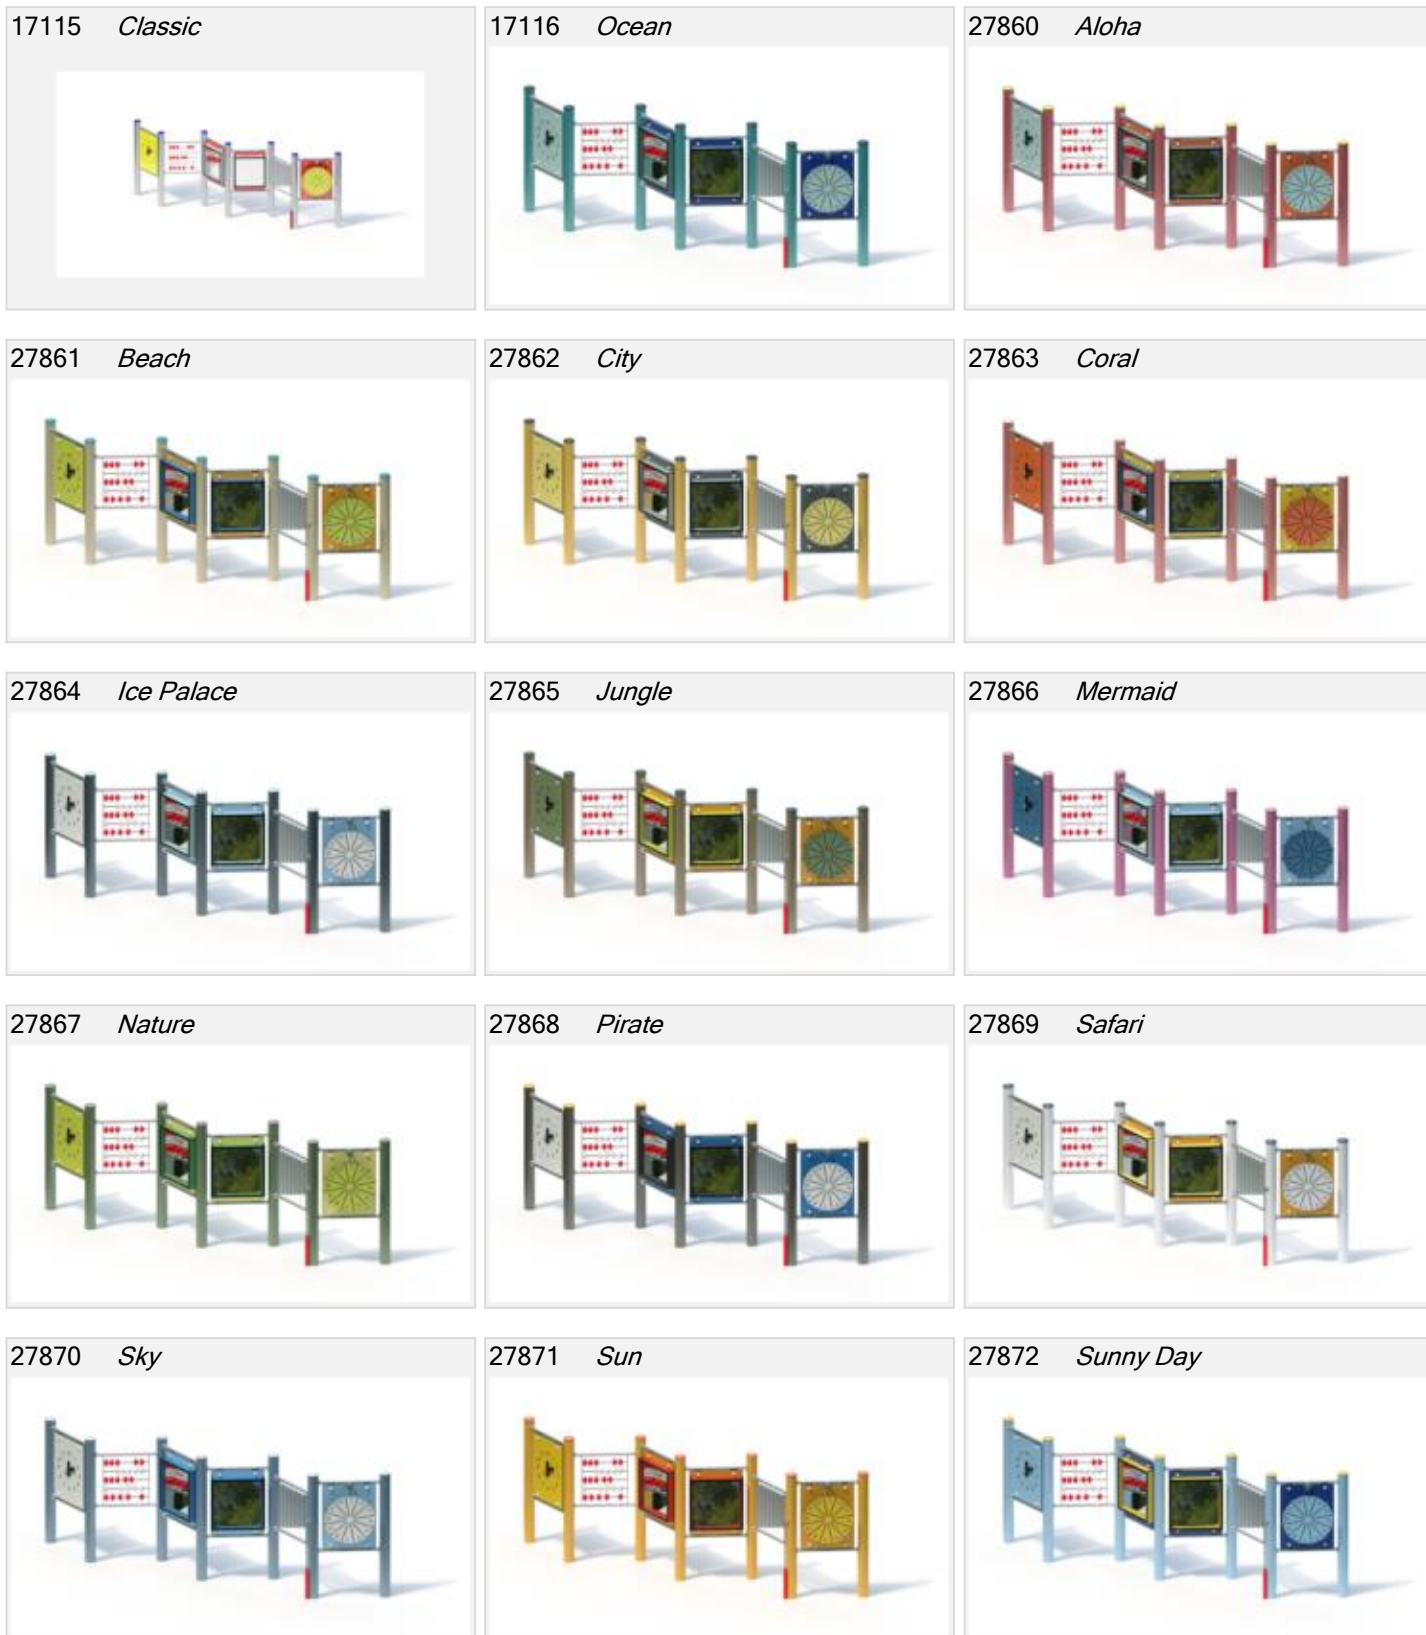 17115 Classic
17116 Ocean
27860 Aloha
27861 Beach
27862 City
27863 Coral
27864 Ice Palace
27865 Jungle
27866 Mermaid
27867 Nature
27868 Pirate
27869 Safari
27870 Sky
27871 Sun
27872 Sunny Day